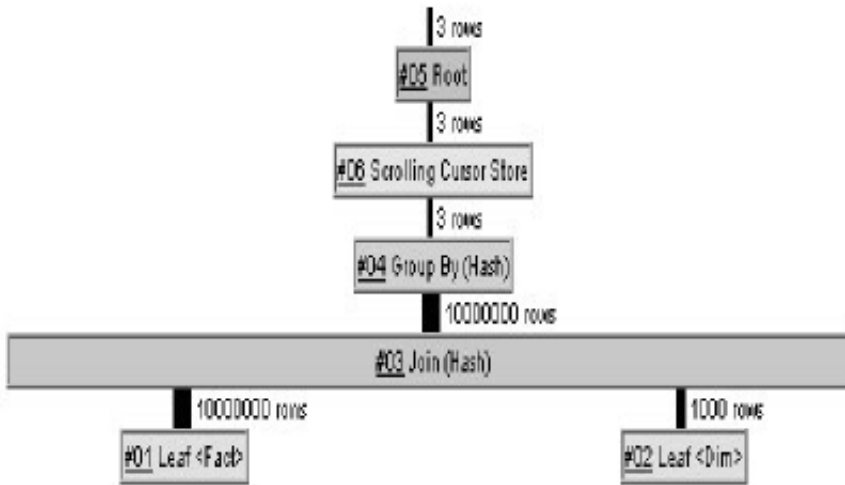 3 rows
#05 Root
3 rows
#06 Scrolling Cursor Store
3 rows
#04 Group By (Hash)
10000000 rows
#03 Join (Hash)
10000000 rows
1000 rows
#01 Leaf <Fact>
#02 Leaf <Dim>